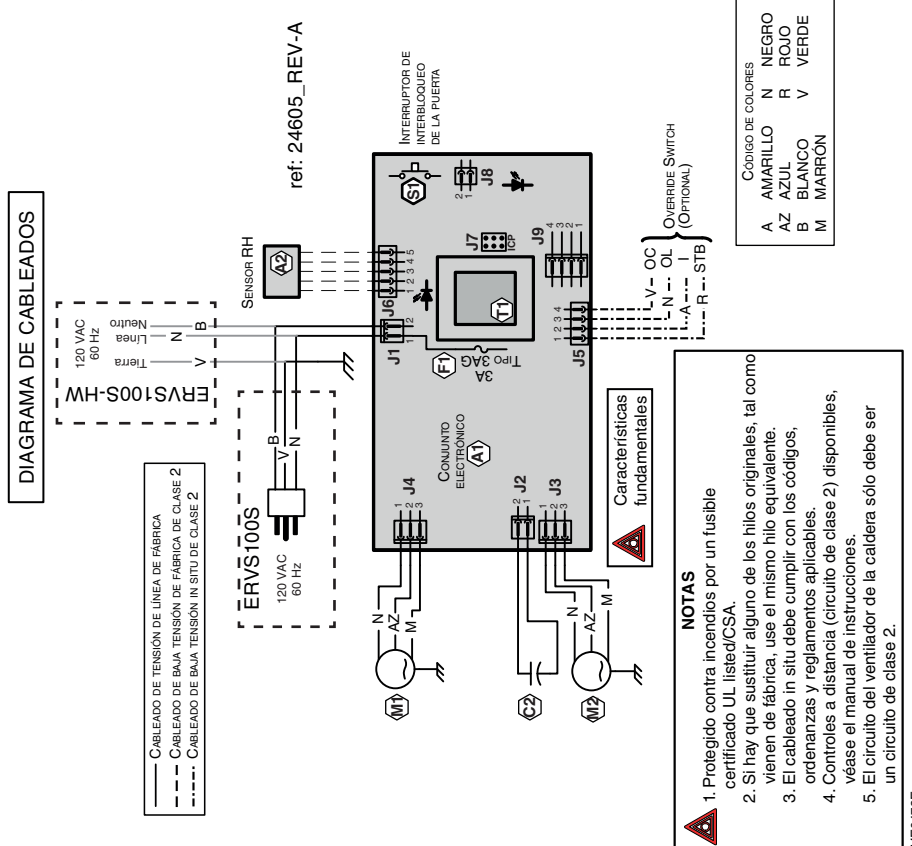 DIAGRAMA DE CABLEADOS
CABLEADO DE TENSIÓN DE LÍNEA DE FÁBRICA
CABLEADO DE BAJA TENSIÓN DE FÁBRICA DE CLASE 2
CABLEADO DE BAJA TENSIÓN IN SITU DE CLASE 2
ERVS100S-HW
120 VAC
60 Hz
Tierra
Línea
Neutro
V
N
B
ERVS100S
120 VAC
60 Hz
B
V
N
SENSOR RH
A2
ref: 24605_REV-A
INTERRUPTOR DE
INTERBLOQUEO
DE LA PUERTA
S1
J8
2
1
J6
1 2 3 4 5
J1
1 2
F1
3A
TIPO 3AG
J7
ICP
J9
4
3
2
1
T1
CONJUNTO
ELECTRÓNICO
A1
J4
1
2
3
J2
2
1
J3
1
2
3
J5
1 2 3 4
M1
N
AZ
M
C2
M2
N
AZ
M
V OC
N OL
A I
R STB
OVERRIDE SWITCH
(OPTIONAL)
Características
fundamentales
CÓDIGO DE COLORES
A AMARILLO N NEGRO
AZ AZUL R ROJO
B BLANCO V VERDE
M MARRÓN
NOTAS
1. Protegido contra incendios por un fusible
certificado UL listed/CSA.
2. Si hay que sustituir alguno de los hilos originales, tal como
vienen de fábrica, use el mismo hilo equivalente.
3. El cableado in situ debe cumplir con los códigos,
ordenanzas y reglamentos aplicables.
4. Controles a distancia (circuito de clase 2) disponibles,
véase el manual de instrucciones.
5. El circuito del ventilador de la caldera sólo debe ser
un circuito de clase 2.